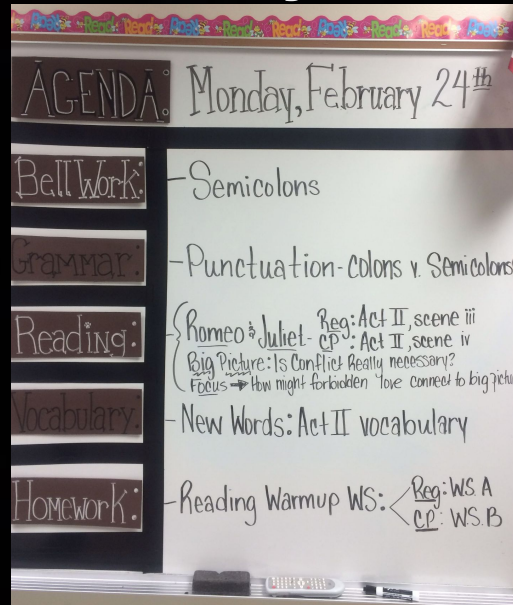 Read Read Read Read Read
AGENDA: Monday, February 24th
Bell Work: - Semicolons
Grammar: - Punctuation - colons v. Semicolons
Reading: - Romeo & Juliet - Reg: Act II, scene iii
CP: Act II, scene iv
Big Picture: Is Conflict Really necessary?
Focus → How might forbidden love connect to big
Vocabulary: - New Words: Act II vocabulary
Homework: - Reading Warmup WS: Reg: WS. A
CP: W.S. B